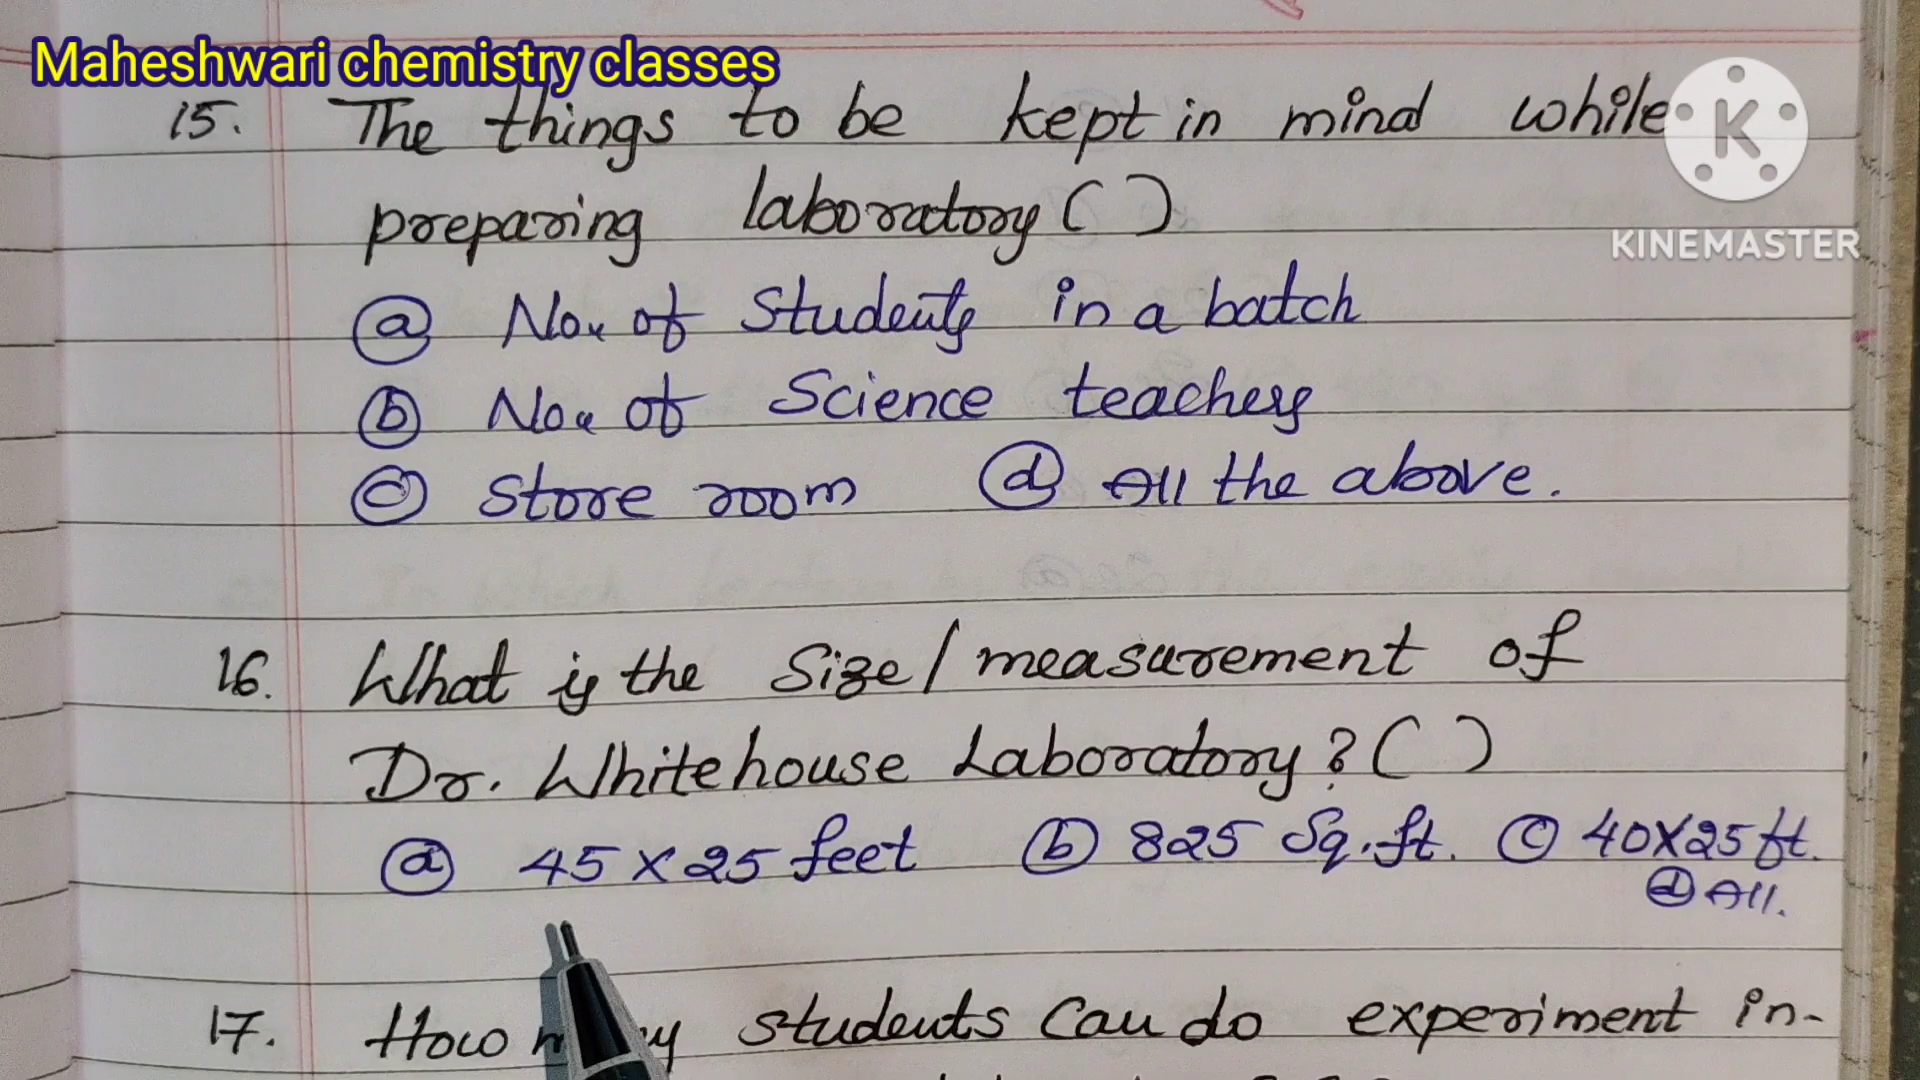 Maheshwari chemistry classes
15. The things to be kept in mind while
K
KINEMASTER
preparing laboratory ( )
(a) No. of Students in a batch
(b) No. of Science teachers
(c) Store room (d) All the above.
16. What is the Size/measurement of
Dr. Whitehouse Laboratory? ( )
(a) 45 x 25 feet (b) 825 Sq.ft. (c) 40X25 ft.
(d) All.
17. How students Can do experiment in-